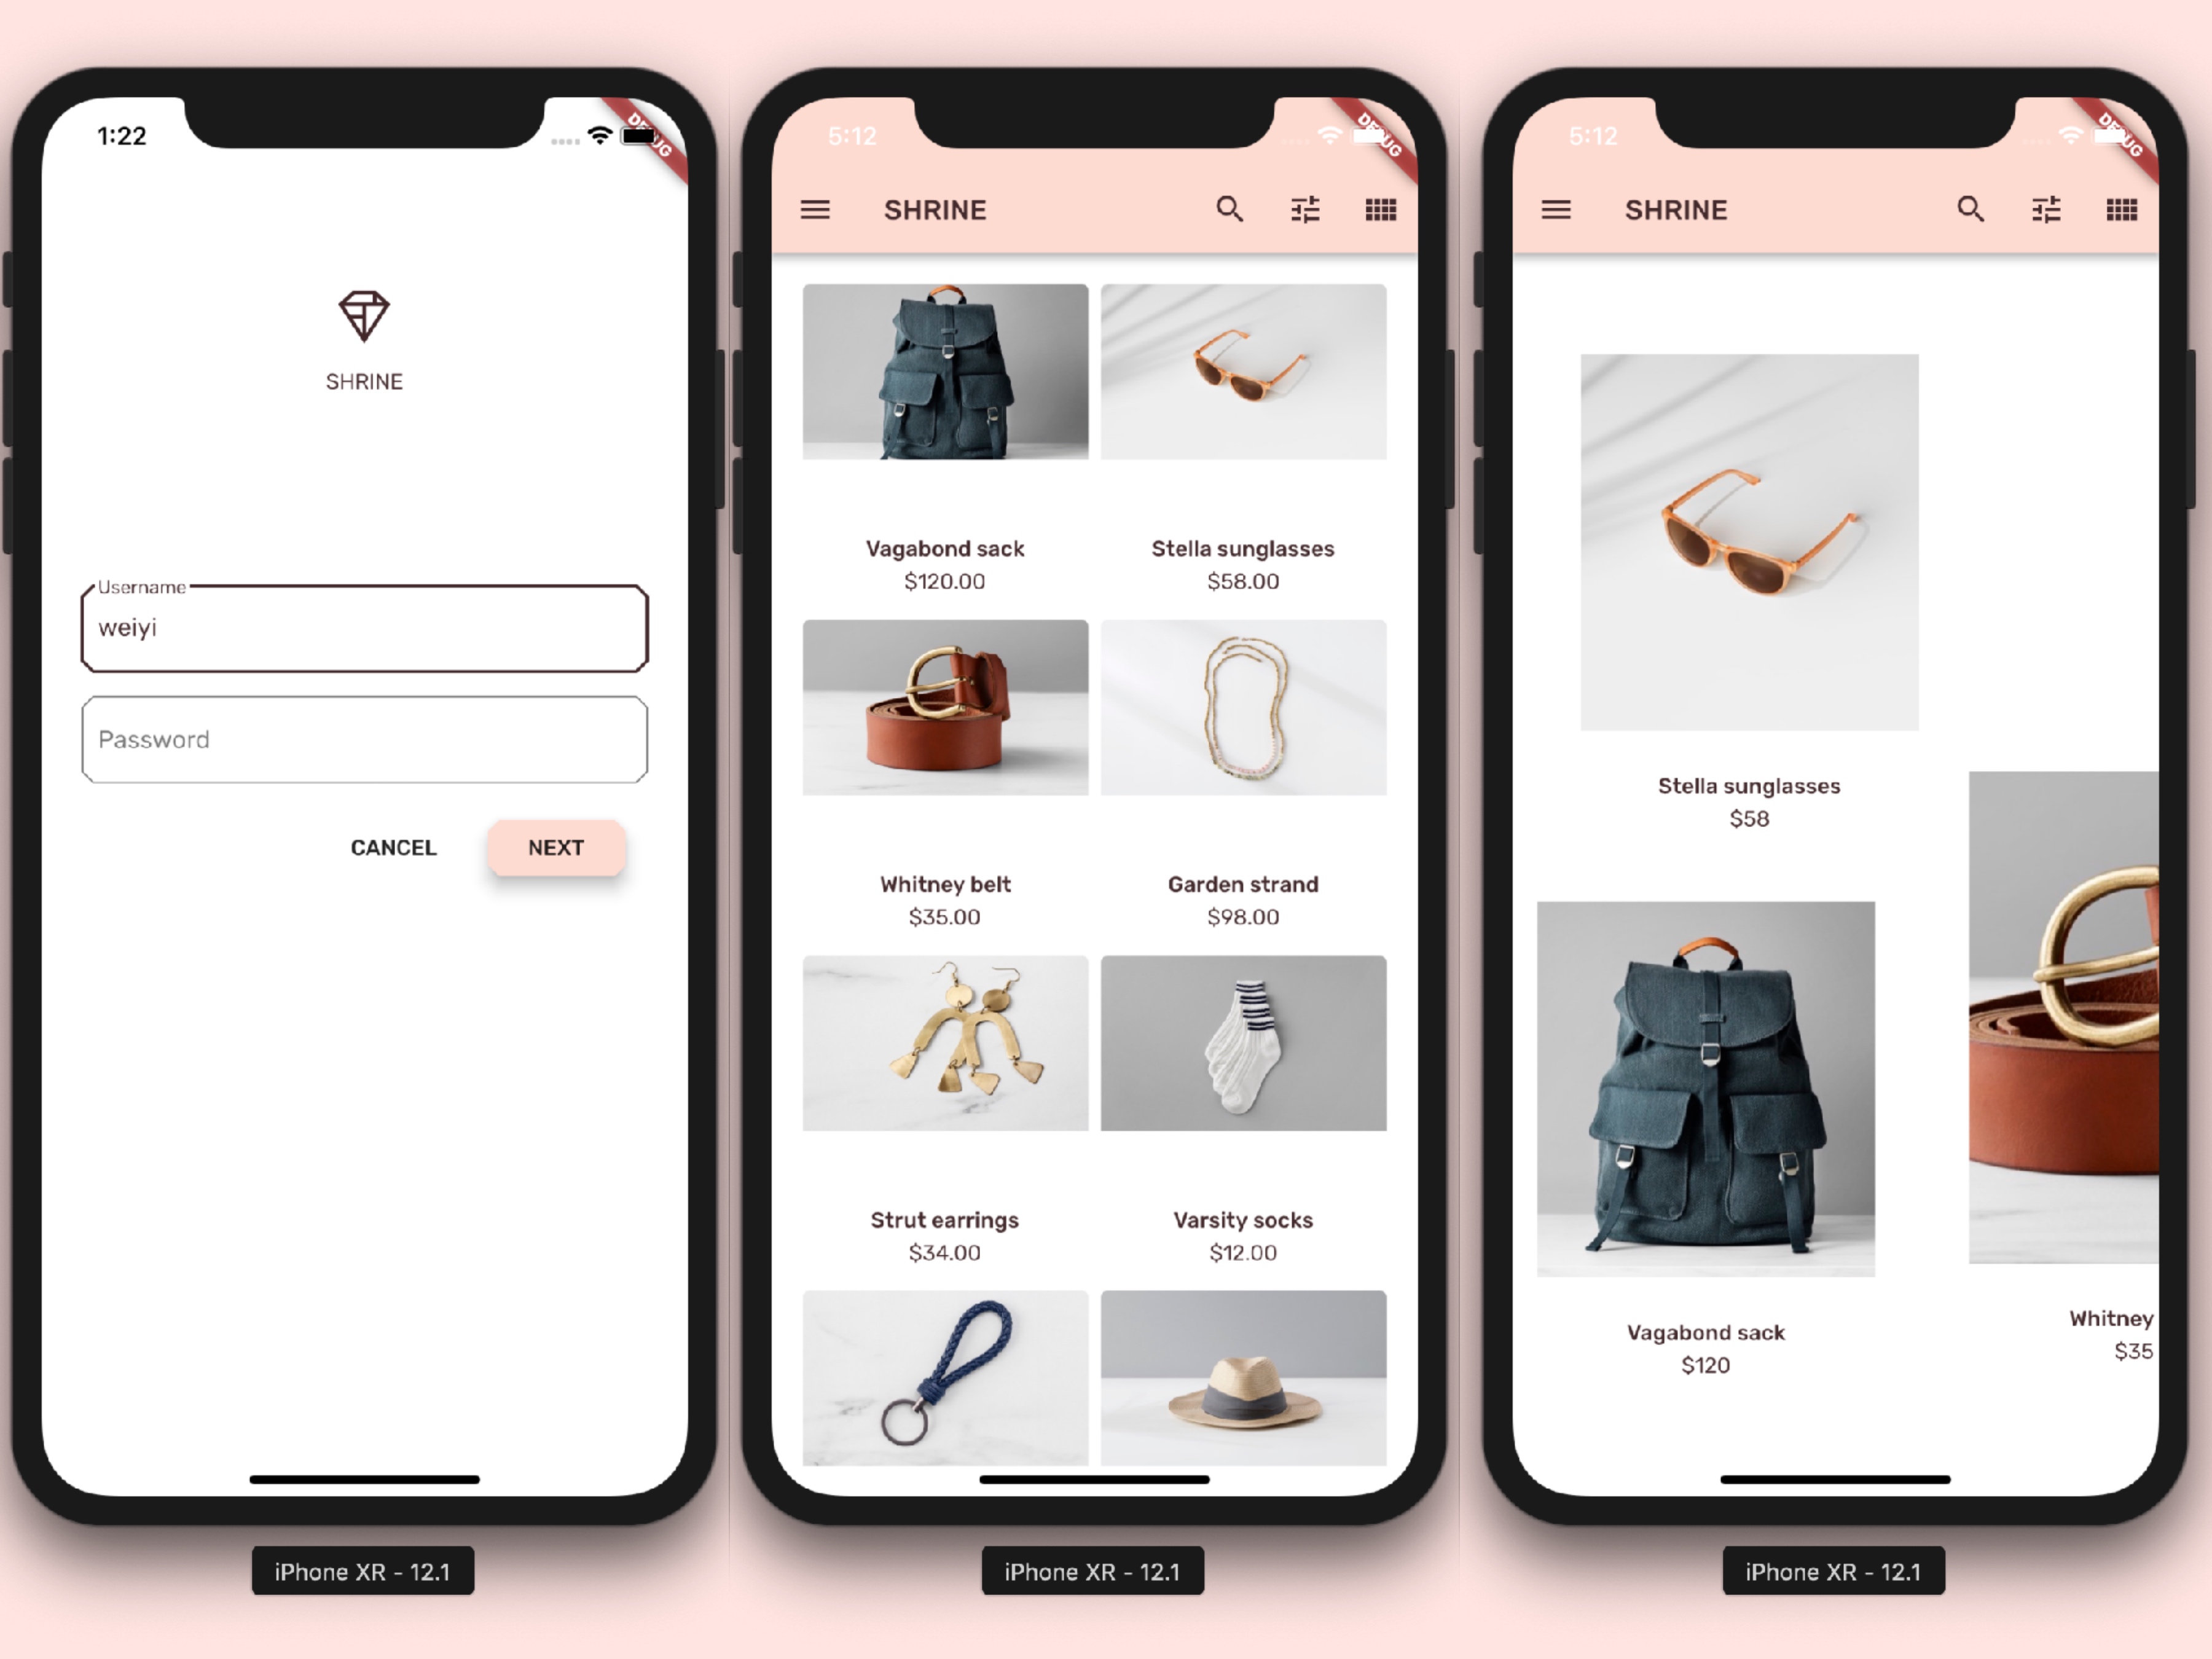 1:22
DEBUG
SHRINE
Username
weiyi
Password
CANCEL NEXT
iPhone XR - 12.1
5:12
DEBUG
SHRINE
Vagabond sack
$120.00
Stella sunglasses
$58.00
Whitney belt
$35.00
Garden strand
$98.00
Strut earrings
$34.00
Varsity socks
$12.00
iPhone XR - 12.1
5:12
DEBUG
SHRINE
Stella sunglasses
$58
Vagabond sack
$120
Whitney
$35
iPhone XR - 12.1